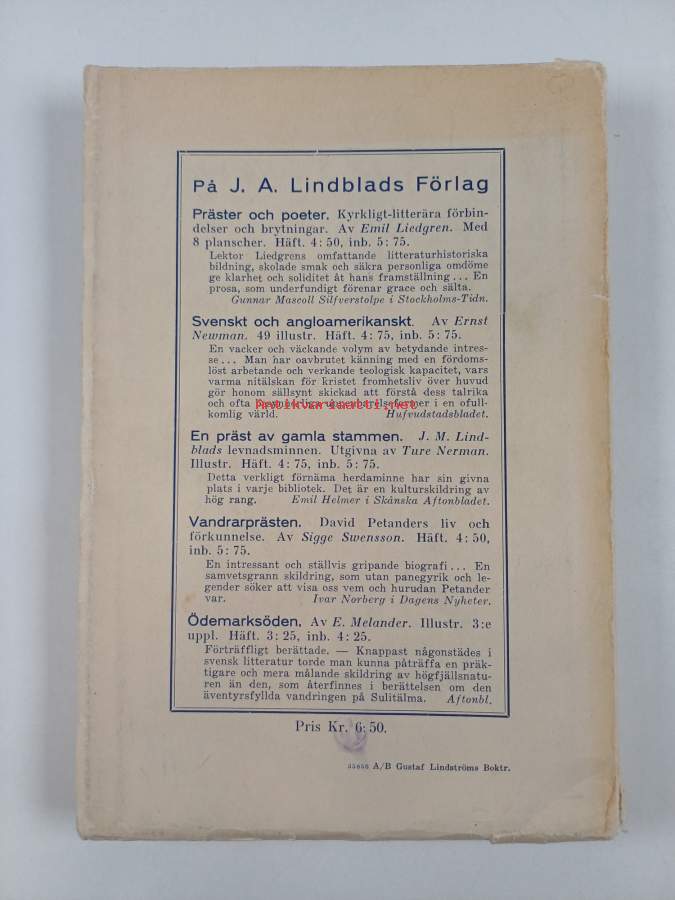 På J. A. Lindblads Förlag
Präster och poeter. Kyrkligt-litterära förbin-
delser och brytningar. Av Emil Liedgren. Med
8 planscher. Häft. 4: 50, inb. 5: 75.
Lektor Liedgrens omfattande litteraturhistoriska
bildning, skolade smak och säkra personliga omdöme
ge klarhet och soliditet åt hans framställning... En
prosa, som underfundigt förenar grace och sälta.
Gunnar Mascoll Silfverstolpe i Stockholms-Tidn.
Svenskt och angloamerikanskt. Av Ernst
Newman. 49 illustr. Häft. 4: 75, inb. 5: 75.
En vacker och väckande volym av betydande intres-
se... Man har oavbrutet känning med en fördoms-
löst arbetande och verkande teologisk kapacitet, vars
varma nitälskan för kristet fromhetsliv över huvud
gör honom sällsynt skickad att förstå dess talrika
och ofta uppenbarelseformer i en ofull-
Antikvariaatti.net
komlig värld. Hufvudstadsbladet.
En präst av gamla stammen. J. M. Lind-
blads levnadsminnen. Utgivna av Ture Nerman.
Illustr. Häft. 4: 75, inb. 5: 75.
Detta verkligt förnäma herdaminne har sin givna
plats i varje bibliotek. Det är en kulturskildring av
hög rang. Emil Helmer i Skånska Aftonbladet.
Vandrarprästen. David Petanders liv och
förkunnelse. Av Sigge Swensson. Häft. 4: 50,
inb. 5: 75.
En intressant och ställvis gripande biografi... En
samvetsgrann skildring, som utan panegyrik och le-
gender söker att visa oss vem och hurudan Petander
var. Ivar Norberg i Dagens Nyheter.
Ödemarksöden. Av E. Melander. Illustr. 3:e
uppl. Häft. 3: 25, inb. 4: 25.
Förträffligt berättade. — Knappast någonstädes i
svensk litteratur torde man kunna påträffa en präk-
tigare och mera målande skildring av högfjällsnatu-
ren än den, som återfinnes i berättelsen om den
äventyrsfyllda vandringen på Sulitälma. Aftonbl.
Pris Kr. 6: 50.
A/B Gustaf Lindströms Boktr.